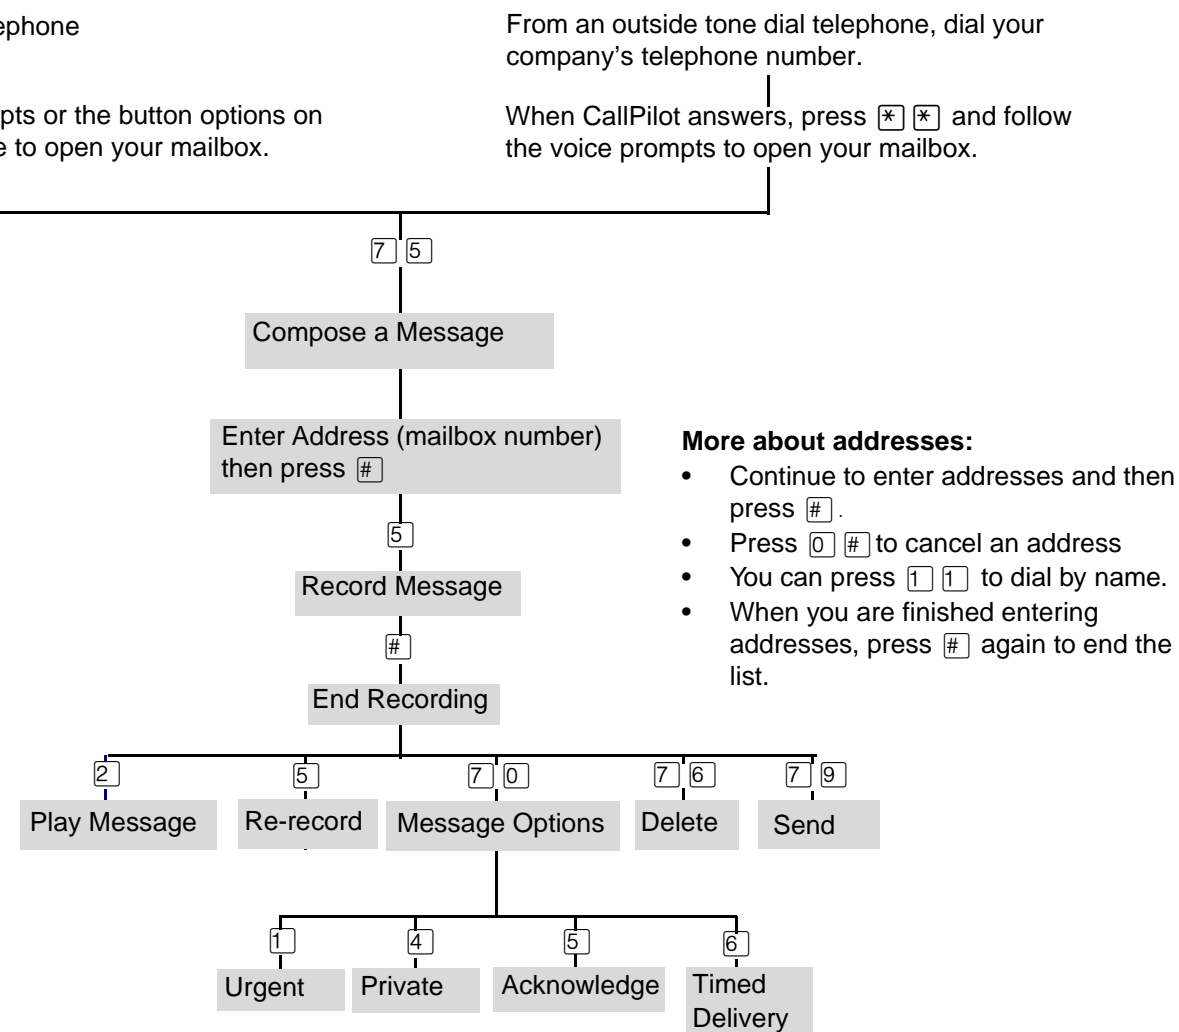 ephone
pts or the button options on
e to open your mailbox.
From an outside tone dial telephone, dial your
company’s telephone number.
When CallPilot answers, press * * and follow
the voice prompts to open your mailbox.
7 5
Compose a Message
Enter Address (mailbox number)
then press #
5
Record Message
#
End Recording
More about addresses:
• Continue to enter addresses and then
press # .
• Press 0 # to cancel an address
• You can press 1 1 to dial by name.
• When you are finished entering
addresses, press # again to end the
list.
2 5 7 0 7 6 7 9
Play Message Re-record Message Options Delete Send
1 4 5 6
Urgent Private Acknowledge Timed
Delivery